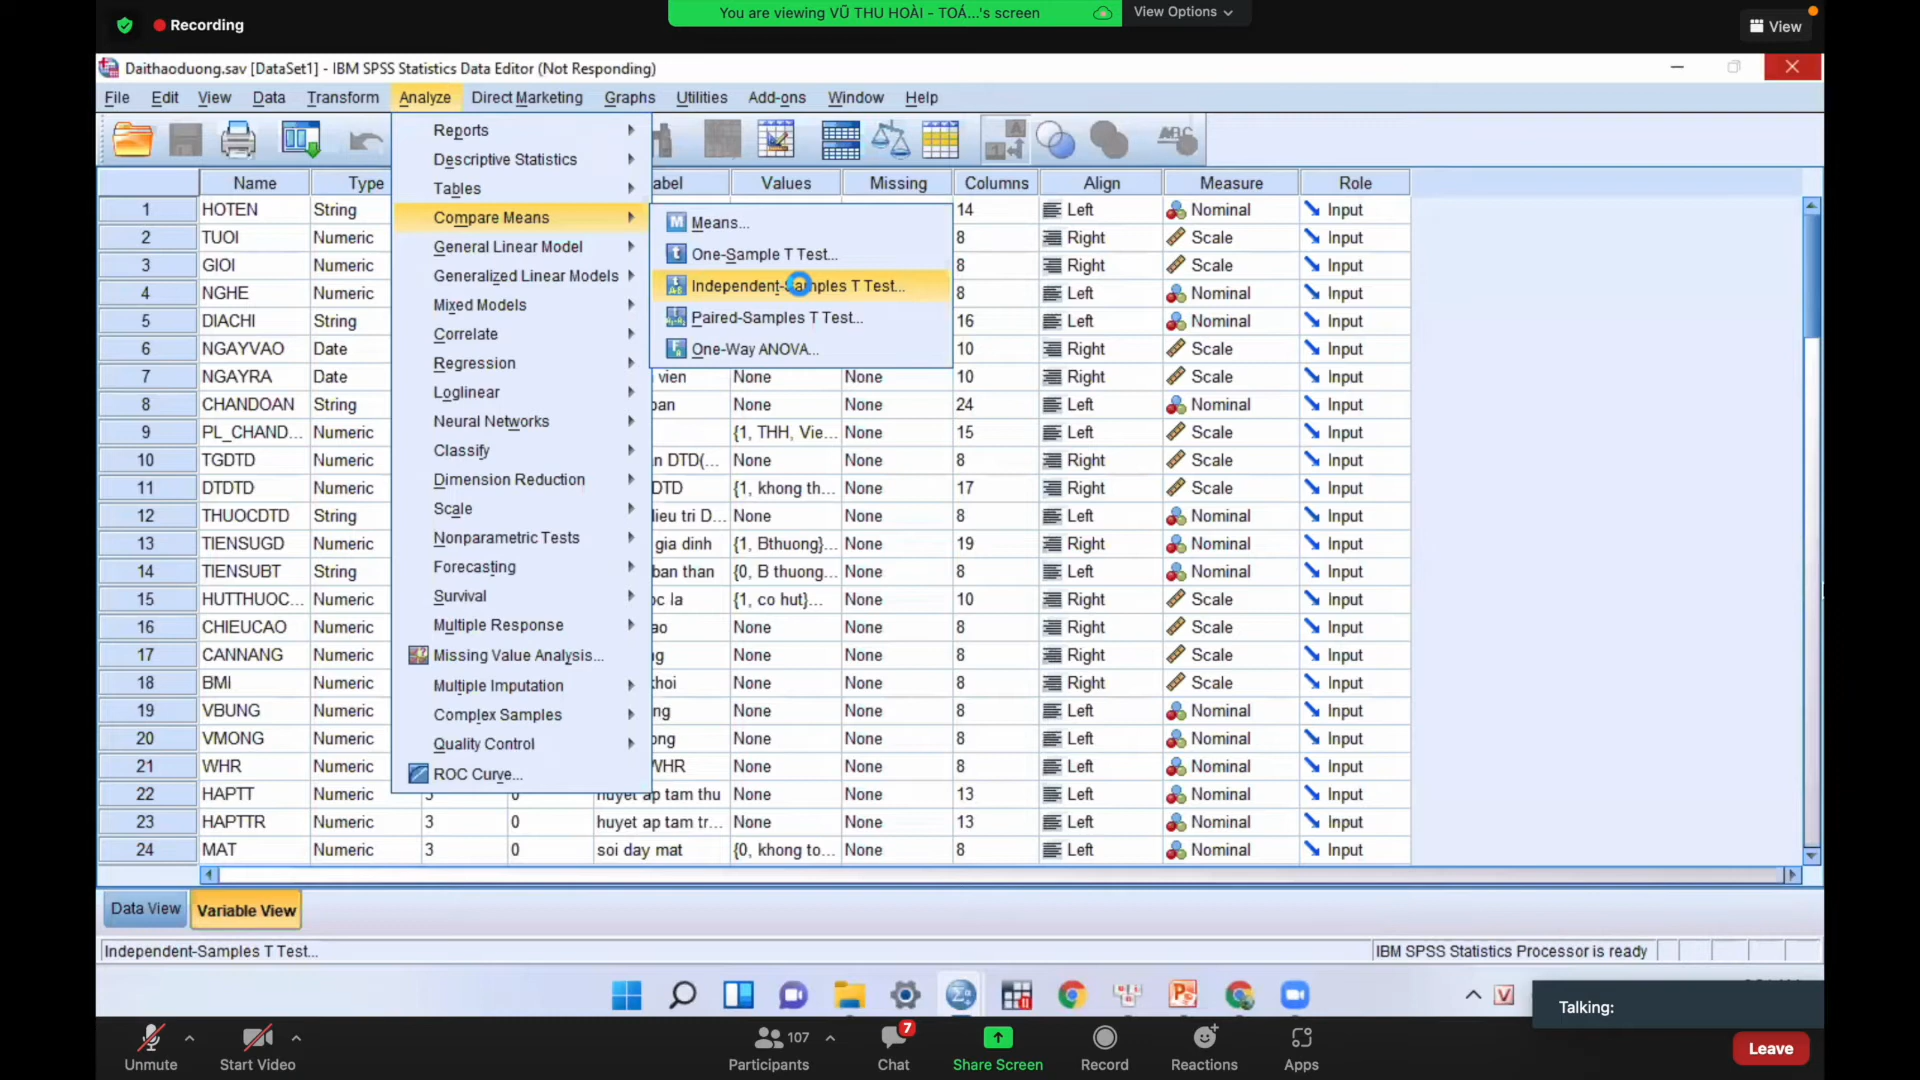 Recording
You are viewing VŨ THU HOÀI - TOÁ...'s screen
View Options
View
Daithaoduong.sav [DataSet1] - IBM SPSS Statistics Data Editor (Not Responding)
File Edit View Data Transform Analyze Direct Marketing Graphs Utilities Add-ons Window Help
Reports
Descriptive Statistics
Tables
Compare Means
General Linear Model
Generalized Linear Models
Mixed Models
Correlate
Regression
Loglinear
Neural Networks
Classify
Dimension Reduction
Scale
Nonparametric Tests
Forecasting
Survival
Multiple Response
Missing Value Analysis...
Multiple Imputation
Complex Samples
Quality Control
ROC Curve...
Means...
One-Sample T Test...
Independent-Samples T Test...
Paired-Samples T Test...
One-Way ANOVA...
Name Type abel Values Missing Columns Align Measure Role
1 HOTEN String 14 Left Nominal Input
2 TUOI Numeric 8 Right Scale Input
3 GIOI Numeric 8 Right Scale Input
4 NGHE Numeric 8 Left Nominal Input
5 DIACHI String 16 Left Nominal Input
6 NGAYVAO Date 10 Right Scale Input
7 NGAYRA Date vien None None 10 Right Scale Input
8 CHANDOAN String oan None None 24 Left Nominal Input
9 PL_CHAND... Numeric {1, THH, Vie... None 15 Left Scale Input
10 TGDTD Numeric n DTD(... None None 8 Right Scale Input
11 DTDTD Numeric DTD {1, khong th... None 17 Right Scale Input
12 THUOCDTD String lieu tri D... None None 8 Left Nominal Input
13 TIENSUGD Numeric gia dinh {1, Bthuong}... None 19 Right Scale Input
14 TIENSUBT String ban than {0, B thuong... None 8 Left Nominal Input
15 HUTTHUOC... Numeric oc la {1, co hut}... None 10 Right Scale Input
16 CHIEUCAO Numeric ao None None 8 Right Scale Input
17 CANNANG Numeric ng None None 8 Right Scale Input
18 BMI Numeric khoi None None 8 Right Scale Input
19 VBUNG Numeric ng None None 8 Left Nominal Input
20 VMONG Numeric ong None None 8 Left Nominal Input
21 WHR Numeric WHR None None 8 Left Nominal Input
22 HAPTT Numeric 3 0 huyet ap tam thu None None 13 Left Nominal Input
23 HAPTTR Numeric 3 0 huyet ap tam tr... None None 13 Left Nominal Input
24 MAT Numeric 3 0 soi day mat {0, khong to... None 8 Left Nominal Input
Data View Variable View
Independent-Samples T Test...
IBM SPSS Statistics Processor is ready
Talking:
Unmute
Start Video
107
Participants
7
Chat
Share Screen
Record
Reactions
Apps
Leave